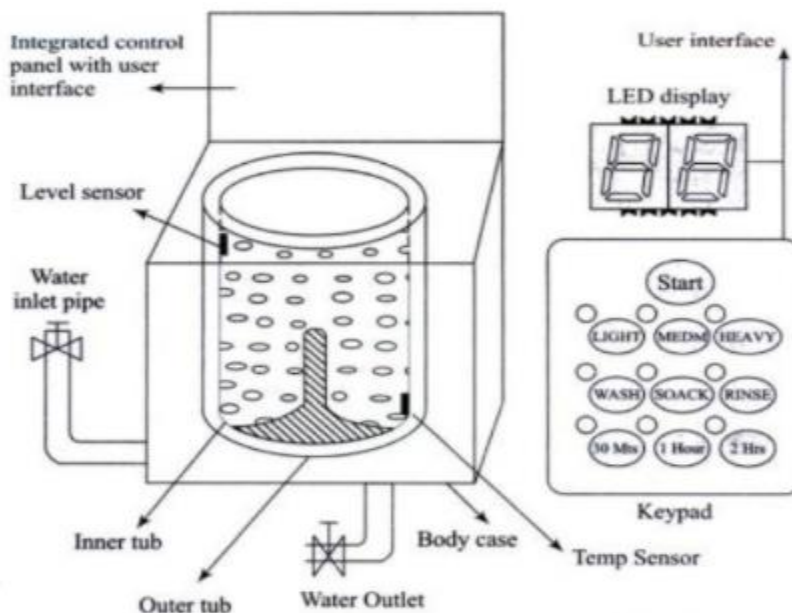 Integrated control
panel with user
interface
User interface
LED display
88
Level sensor
Water
inlet pipe
Start
LIGHT MEDM HEAVY
WASH SOACK RINSE
30 Mts 1 Hour 2 Hrs
Keypad
Inner tub
Body case
Temp Sensor
Outer tub
Water Outlet